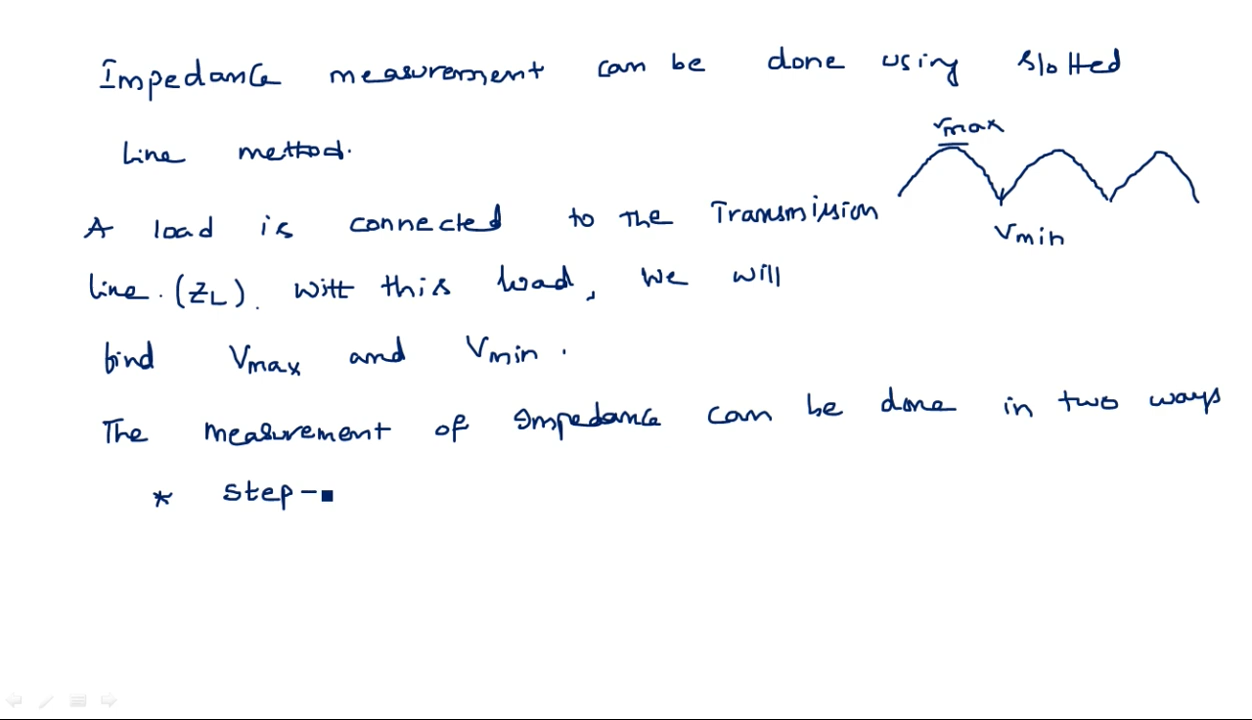 Impedance measurement can be done using slotted
Line method.
Vmax
Vmin
A load is connected to the Transmission
line. (ZL). With this load, we will
find Vmax and Vmin.
The measurement of Impedance can be done in two ways
* step-